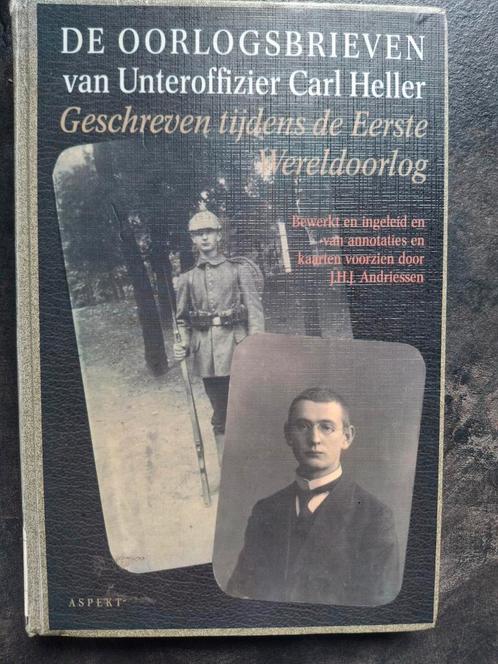 DE OORLOGSBRIEVEN
van Unteroffizier Carl Heller
Geschreven tijdens de Eerste
Wereldoorlog
Bewerkt en ingeleid en
van annotaties en
kaarten voorzien door
J.H.J. Andriessen
ASPEKT